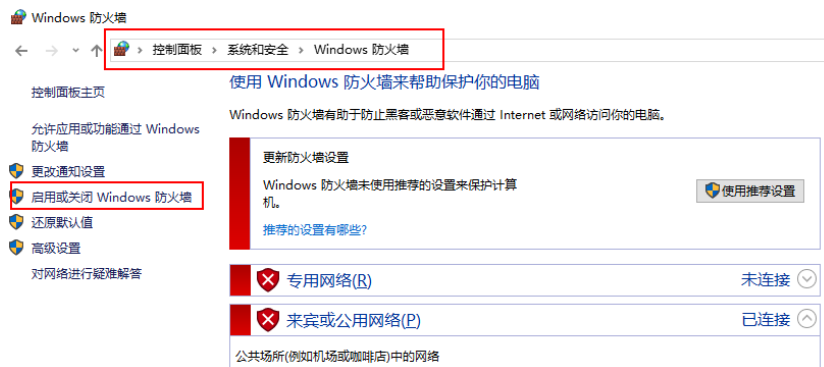 Windows 防火墙
控制面板 › 系统和安全 › Windows 防火墙
控制面板主页
允许应用或功能通过 Windows
防火墙
更改通知设置
启用或关闭 Windows 防火墙
还原默认值
高级设置
对网络进行疑难解答
使用 Windows 防火墙来帮助保护你的电脑
Windows 防火墙有助于防止黑客或恶意软件通过 Internet 或网络访问你的电脑。
更新防火墙设置
Windows 防火墙未使用推荐的设置来保护计算
机。
使用推荐设置
推荐的设置有哪些?
专用网络(R) 未连接
来宾或公用网络(P) 已连接
公共场所(例如机场或咖啡店)中的网络